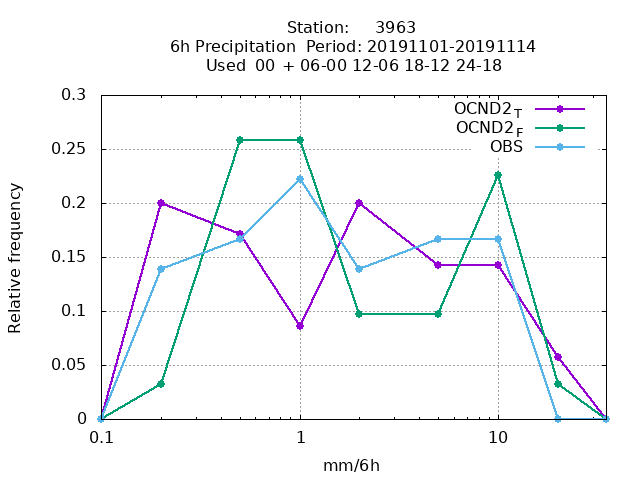 Station: 3963
6h Precipitation Period: 20191101-20191114
Used 00 + 06-00 12-06 18-12 24-18
0.3
0.25
0.2
0.15
0.1
0.05
0
Relative frequency
OCND2_T
OCND2_F
OBS
0.1
1
10
mm/6h